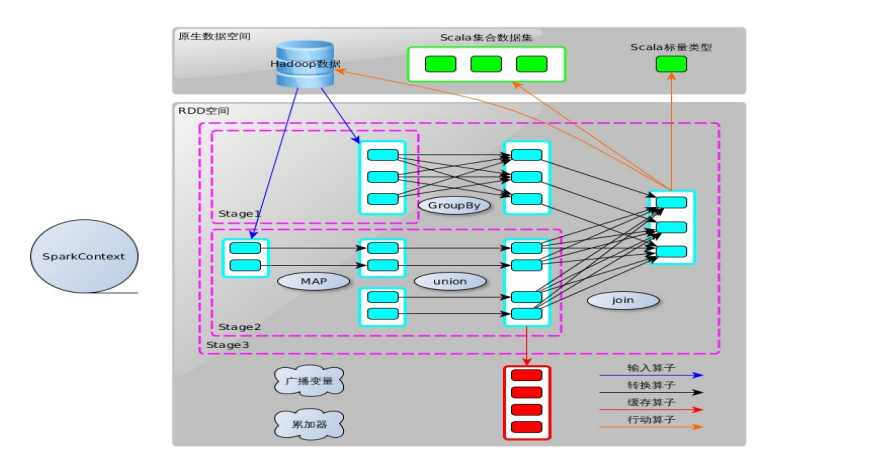 原生数据空间
Scala集合数据集
Scala标量类型
Hadoop数据
RDD空间
Stage1
GroupBy
SparkContext
MAP
union
join
Stage2
Stage3
广播变量
累加器
输入算子
转换算子
缓存算子
行动算子